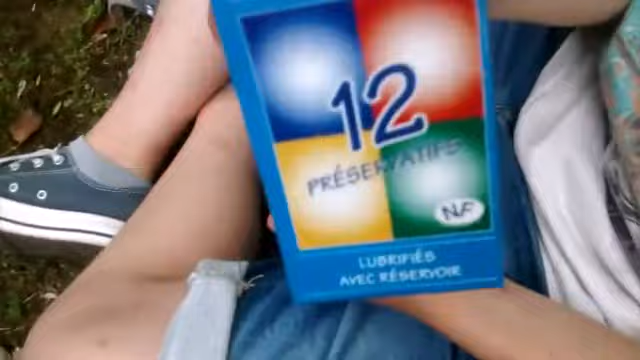 12
PRÉSERVATIFS
NF
LUBRIFIÉS
AVEC RÉSERVOIR